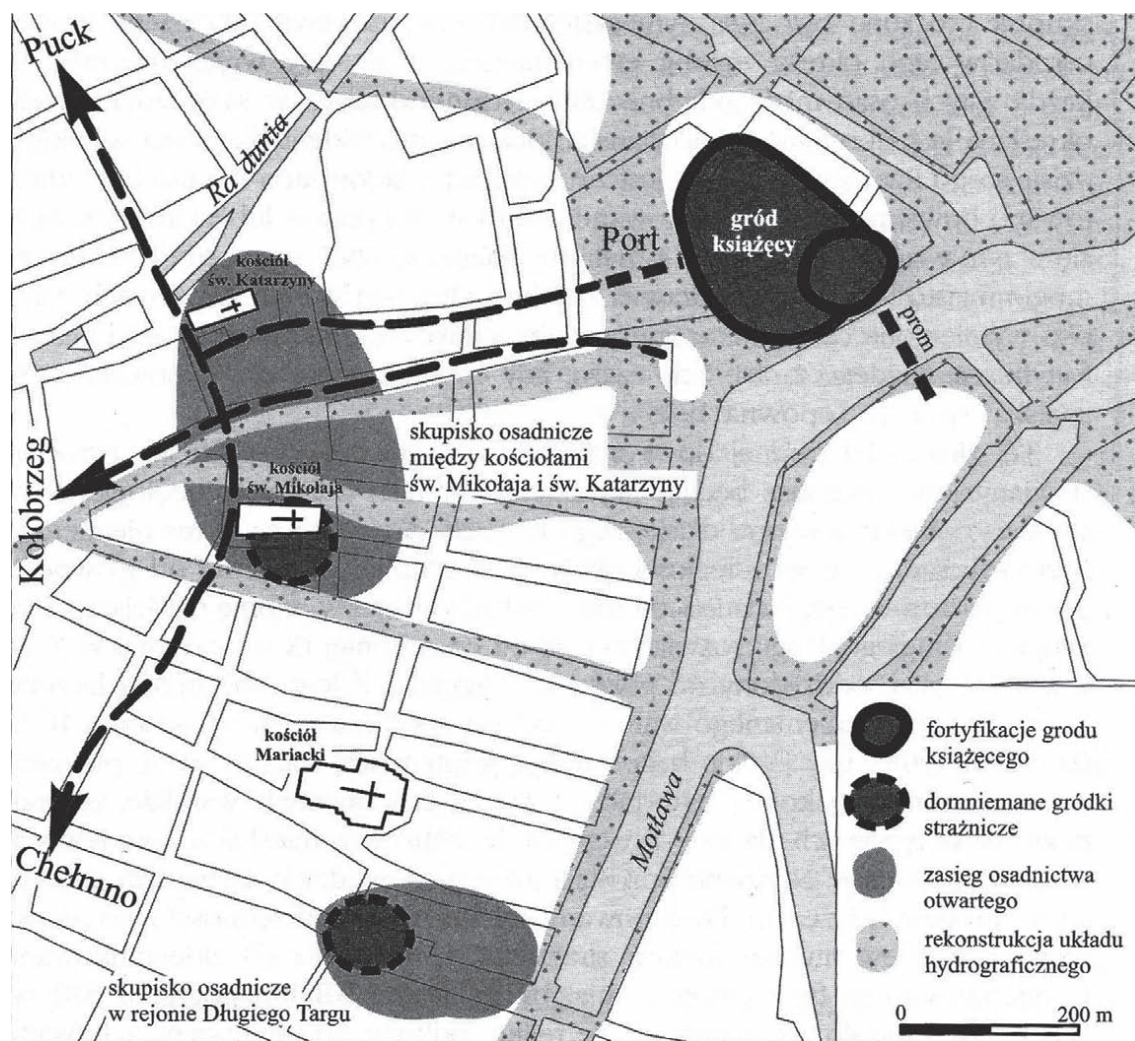 Puck
Ra dunia
kościół
św. Katarzyny
Port
gród
książęcy
prom
Kołobrzeg
skupisko osadnicze
między kościołami
św. Mikołaja i św. Katarzyny
kościół
św. Mikołaja
kościół
Mariacki
Chełmno
Motława
skupisko osadnicze
w rejonie Długiego Targu
fortyfikacje grodu
książęcego
domniemane gródki
strażnicze
zasięg osadnictwa
otwartego
rekonstrukcja układu
hydrograficznego
0 200 m